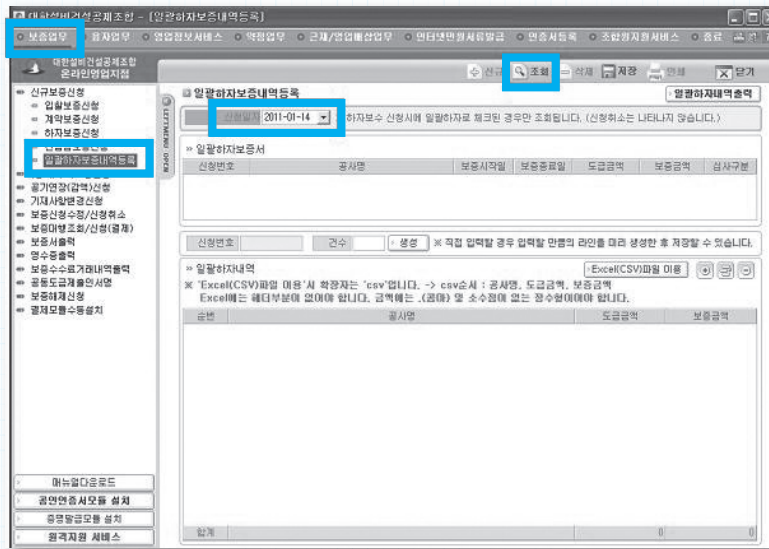 대한설비건설공제조합 - [일괄하자보증내역등록]
보증업무 융자업무 영업정보서비스 약정업무 근재/영업배상업무 인터넷민원서류발급 인증서등록 조합원지원서비스 종료
대한설비건설공제조합
온라인영업지점
신규 조회 삭제 저장 인쇄 닫기
신규보증신청
입찰보증신청
계약보증신청
하자보증신청
일괄하자보증내역등록
공기연장(감액)신청
기재사항변경신청
보증신청수정/신청취소
보증대행조회/신청(결제)
보증서출력
영수증출력
보증수수료거래내역출력
공동도급제출인서명
보증해제신청
결제모듈수동설치
매뉴얼다운로드
공인인증서모듈 설치
증명발급모듈 설치
원격지원 서비스
LEFTMENU OPEN
일괄하자보증내역등록
일괄하자내역출력
신청일자 2011-01-14 하자보수 신청시에 일괄하자로 체크된 경우만 조회됩니다. (신청취소는 나타나지 않습니다.)
» 일괄하자보증서
신청번호 공사명 보증시작일 보증종료일 도급금액 보증금액 심사구분
신청번호 건수 생성 ※ 직접 입력할 경우 입력할 만큼의 라인을 미리 생성한 후 저장할 수 있습니다.
» 일괄하자내역
Excel(CSV)파일 이용
※ "Excel(CSV)파일 이용"시 확장자는 "csv"입니다. -> csv순서 : 공사명, 도급금액, 보증금액
Excel에는 헤더부분이 없어야 합니다. 금액에는 ,(콤마) 및 소수점이 없는 정수형이여야 합니다.
순번 공사명 도급금액 보증금액
합계 0 0